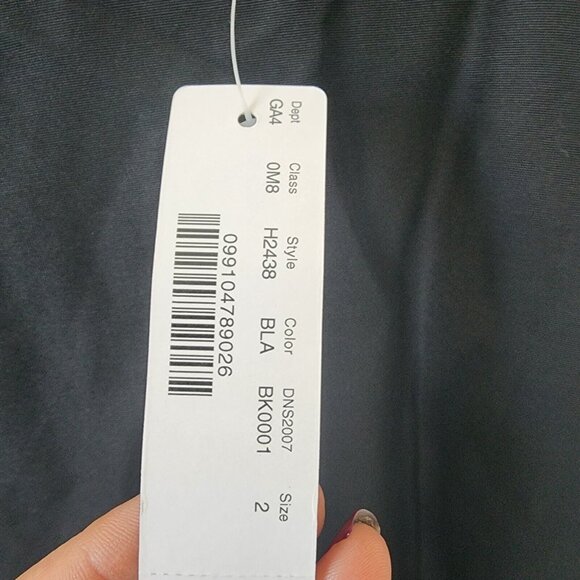 Dept Class Style Color DNS2007 Size
GA4 0M8 H2438 BLA BK0001 2
099104789026